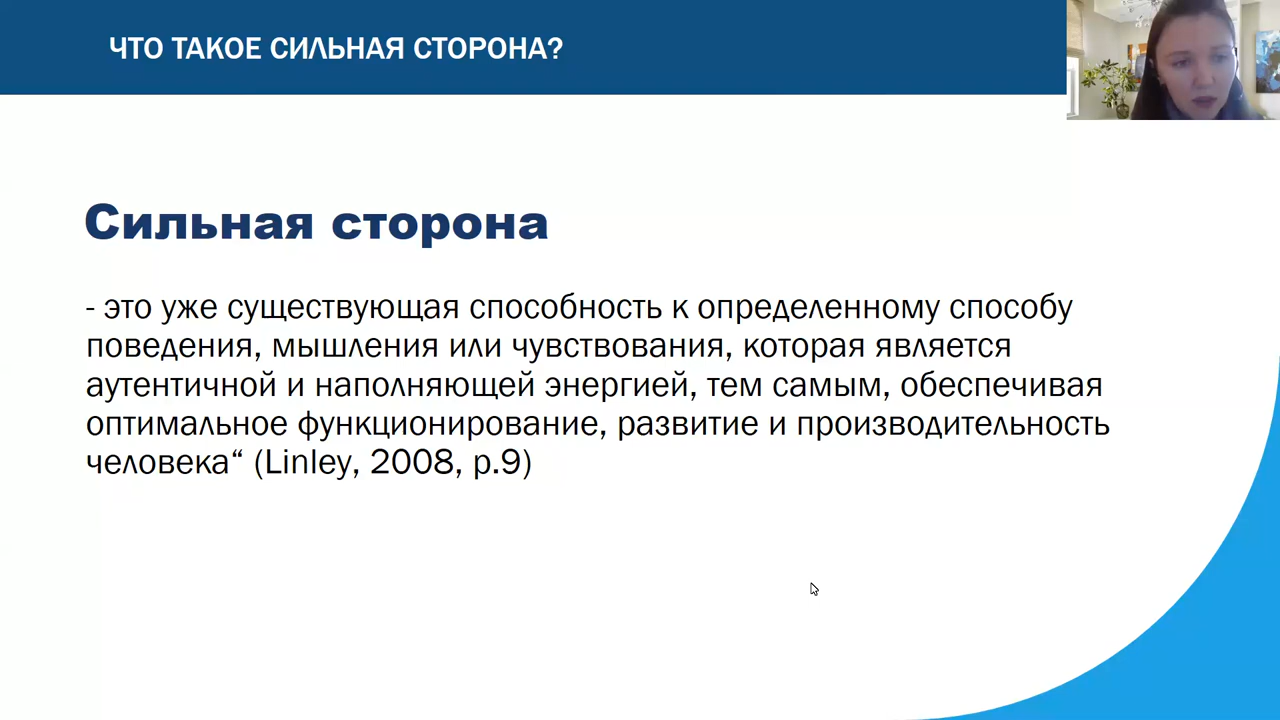 ЧТО ТАКОЕ СИЛЬНАЯ СТОРОНА?
Сильная сторона
- это уже существующая способность к определенному способу
поведения, мышления или чувствования, которая является
аутентичной и наполняющей энергией, тем самым, обеспечивая
оптимальное функционирование, развитие и производительность
человека“ (Linley, 2008, p.9)